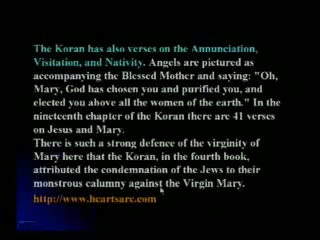 The Koran has also verses on the Annunciation,
Visitation, and Nativity. Angels are pictured as
accompanying the Blessed Mother and saying: "Oh,
Mary, God has chosen you and purified you, and
elected you above all the women of the earth." In the
nineteenth chapter of the Koran there are 41 verses
on Jesus and Mary.
There is such a strong defence of the virginity of
Mary here that the Koran, in the fourth book,
attributed the condemnation of the Jews to their
monstrous calumny against the Virgin Mary.
http://www.heartsare.com